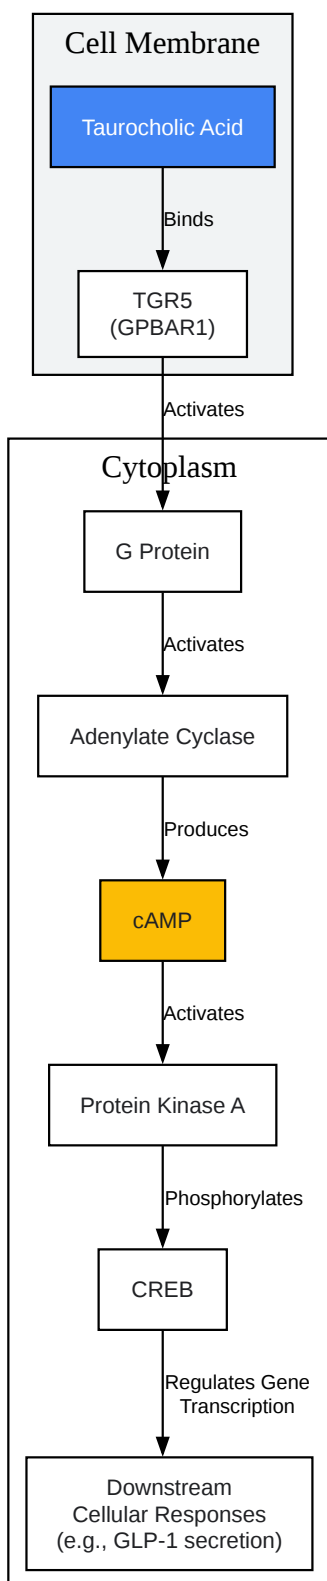 Cell Membrane
Taurocholic Acid
Binds
TGR5
(GPBAR1)
Activates
Cytoplasm
G Protein
Activates
Adenylate Cyclase
Produces
cAMP
Activates
Protein Kinase A
Phosphorylates
CREB
Regulates Gene
Transcription
Downstream
Cellular Responses
(e.g., GLP-1 secretion)